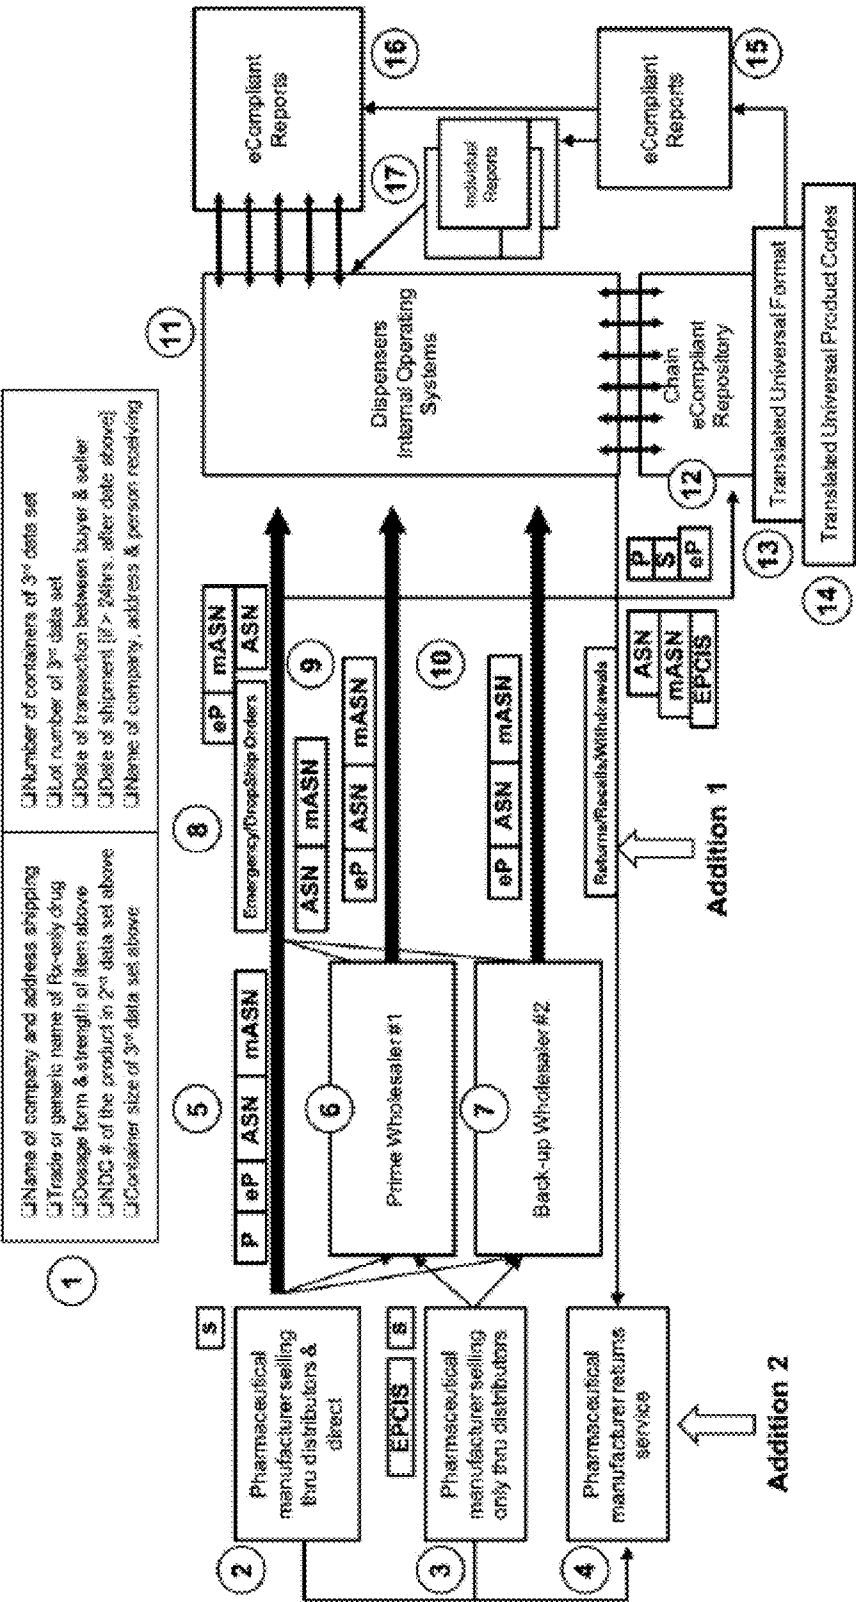 1
❑Name of company and address shipping
❑Trade or generic name of Rx-only drug
❑Dosage form & strength of item above
❑NDC # of the product in 2nd data set above
❑Container size of 3rd data set above
❑Number of containers of 3rd data set
❑Lot number of 3rd data set
❑Date of transaction between buyer & seller
❑Date of shipment [if > 24hrs. after date above]
❑Name of company, address & person receiving
2
s
Pharmaceutical
manufacturer selling
thru distributors &
direct
3
EPCIS
s
Pharmaceutical
manufacturer selling
only thru distributors
4
Pharmaceutical
manufacturer returns
service
Addition 2
5
P
eP
ASN
mASN
6
Prime Wholesaler #1
7
Back-up Wholesaler #2
8
Emergency/DropShip Orders
eP
mASN
ASN
9
ASN
mASN
eP
ASN
mASN
10
eP
ASN
mASN
Returns/Recalls/Withdrawals
Addition 1
ASN
mASN
EPCIS
P
S
eP
11
Dispensers
Internal Operating
Systems
12
Chain
eCompliant
Repository
13
Translated Universal Format
14
Translated Universal Product Codes
15
eCompliant
Reports
16
eCompliant
Reports
17
Individual
Reports